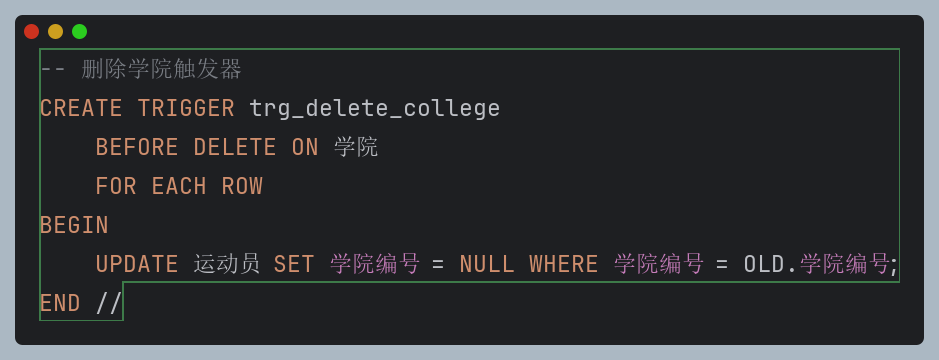 -- 删除学院触发器
CREATE TRIGGER trg_delete_college
    BEFORE DELETE ON 学院
    FOR EACH ROW
BEGIN
    UPDATE 运动员 SET 学院编号 = NULL WHERE 学院编号 = OLD.学院编号;
END //